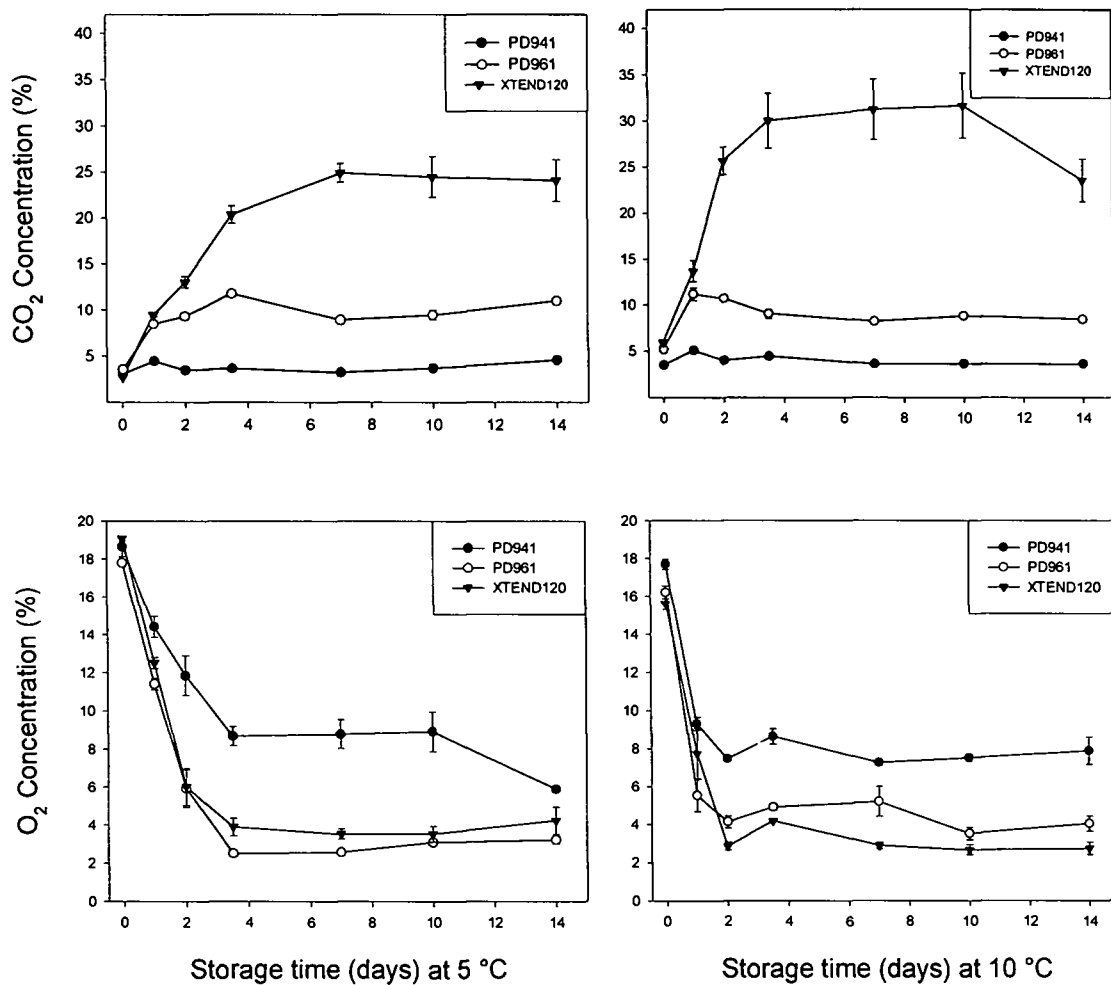 CO₂ Concentration (%)
40
35
30
25
20
15
10
5
0 2 4 6 8 10 12 14
PD941
PD961
XTEND120
40
35
30
25
20
15
10
5
0 2 4 6 8 10 12 14
PD941
PD961
XTEND120
O₂ Concentration (%)
20
18
16
14
12
10
8
6
4
2
0
0 2 4 6 8 10 12 14
PD941
PD961
XTEND120
Storage time (days) at 5 °C
20
18
16
14
12
10
8
6
4
2
0
0 2 4 6 8 10 12 14
PD941
PD961
XTEND120
Storage time (days) at 10 °C